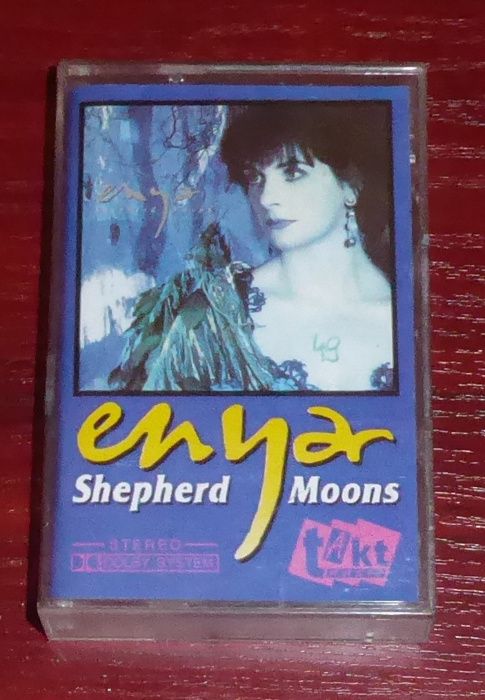 enya
49
enya
Shepherd Moons
STEREO
DOLBY SYSTEM
takt